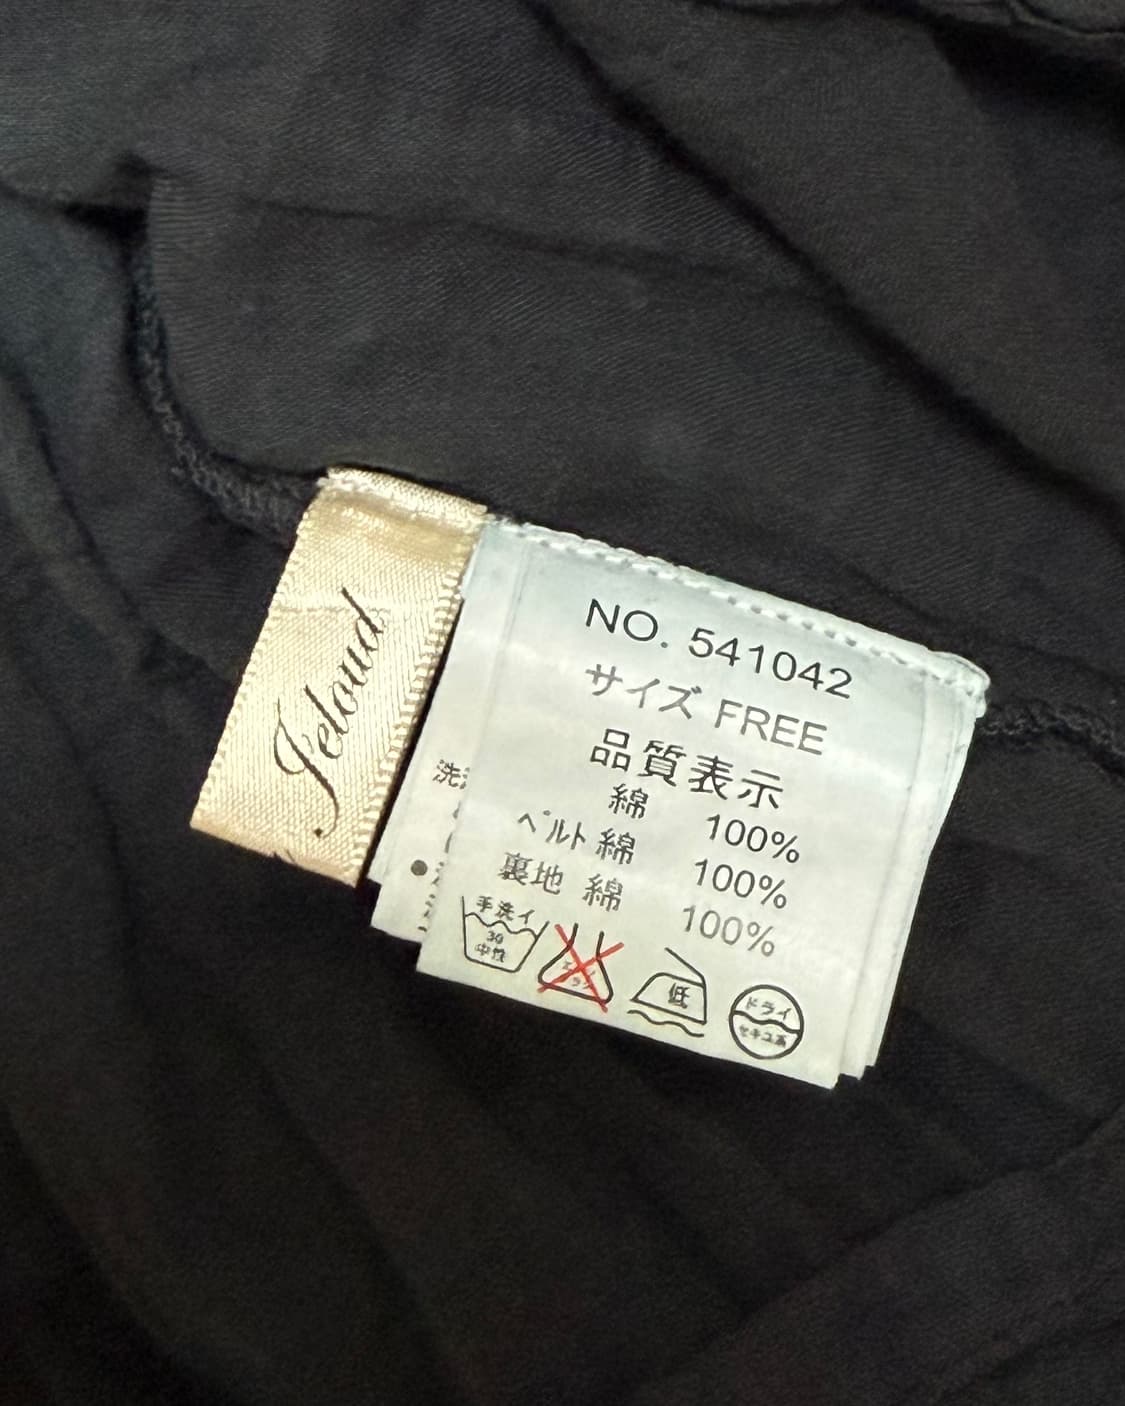 Jeloud
NO. 541042
サイズ FREE
品質表示
綿 100%
ベルト 綿 100%
裏地 綿 100%
手洗イ
30
中性
低
ドライ
セキユ系
洗